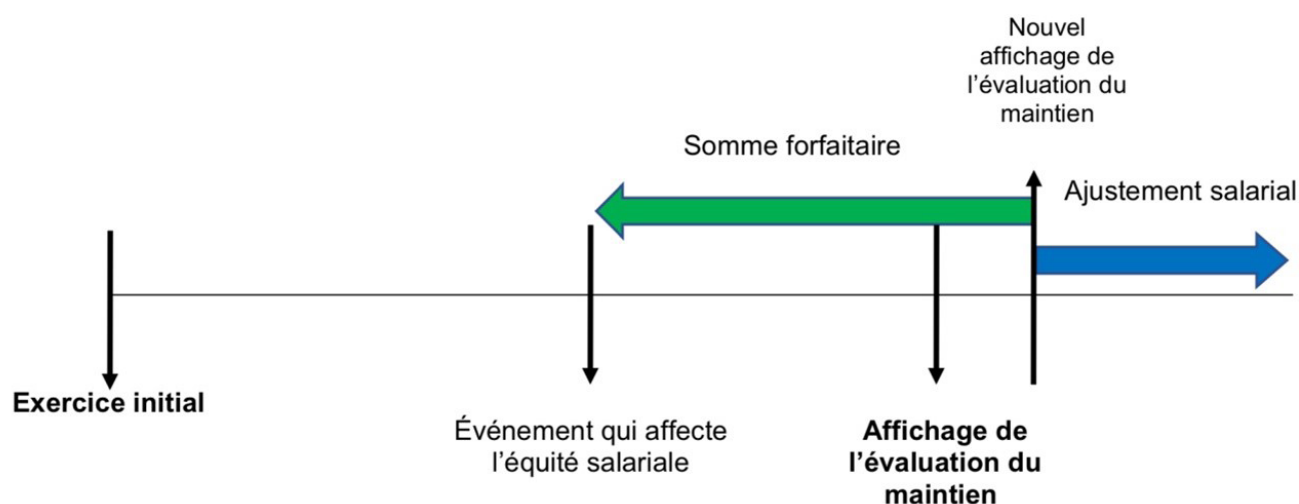 Nouvel
affichage de
l’évaluation du
maintien
Somme forfaitaire
Ajustement salarial
Exercice initial
Événement qui affecte
l’équité salariale
Affichage de
l’évaluation du
maintien